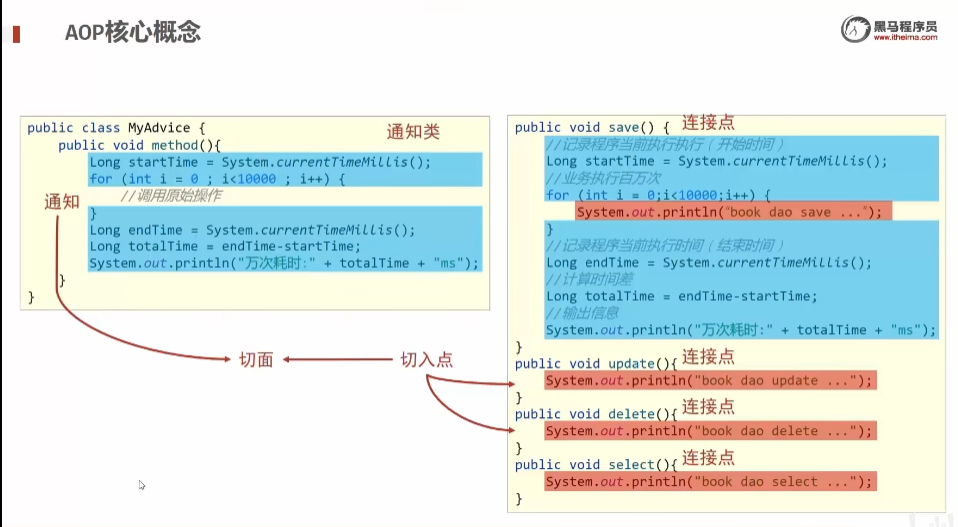 AOP核心概念
黑马程序员
www.itheima.com
public class MyAdvice {
通知类
public void method(){
Long startTime = System.currentTimeMillis();
for (int i = 0 ; i<10000 ; i++) {
//调用原始操作
}
Long endTime = System.currentTimeMillis();
Long totalTime = endTime-startTime;
System.out.println("万次耗时:" + totalTime + "ms");
}
}
通知
切面
切入点
public void save() {
连接点
//记录程序当前执行执行（开始时间）
Long startTime = System.currentTimeMillis();
//业务执行百万次
for (int i = 0;i<10000;i++) {
System.out.println("book dao save ...");
}
//记录程序当前执行时间（结束时间）
Long endTime = System.currentTimeMillis();
//计算时间差
Long totalTime = endTime-startTime;
//输出信息
System.out.println("万次耗时:" + totalTime + "ms");
}
public void update(){
连接点
System.out.println("book dao update ...");
}
public void delete(){
连接点
System.out.println("book dao delete ...");
}
public void select(){
连接点
System.out.println("book dao select ...");
}